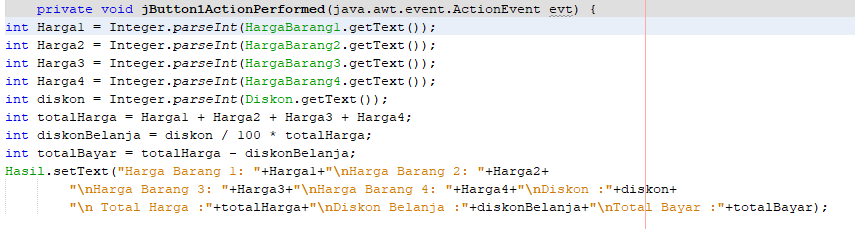 private void jButton1ActionPerformed(java.awt.event.ActionEvent evt) {
int Harga1 = Integer.parseInt(HargaBarang1.getText());
int Harga2 = Integer.parseInt(HargaBarang2.getText());
int Harga3 = Integer.parseInt(HargaBarang3.getText());
int Harga4 = Integer.parseInt(HargaBarang4.getText());
int diskon = Integer.parseInt(Diskon.getText());
int totalHarga = Harga1 + Harga2 + Harga3 + Harga4;
int diskonBelanja = diskon / 100 * totalHarga;
int totalBayar = totalHarga - diskonBelanja;
Hasil.setText("Harga Barang 1: "+Harga1+"\nHarga Barang 2: "+Harga2+
"\nHarga Barang 3: "+Harga3+"\nHarga Barang 4: "+Harga4+"\nDiskon :"+diskon+
"\n Total Harga :"+totalHarga+"\nDiskon Belanja :"+diskonBelanja+"\nTotal Bayar :"+totalBayar);